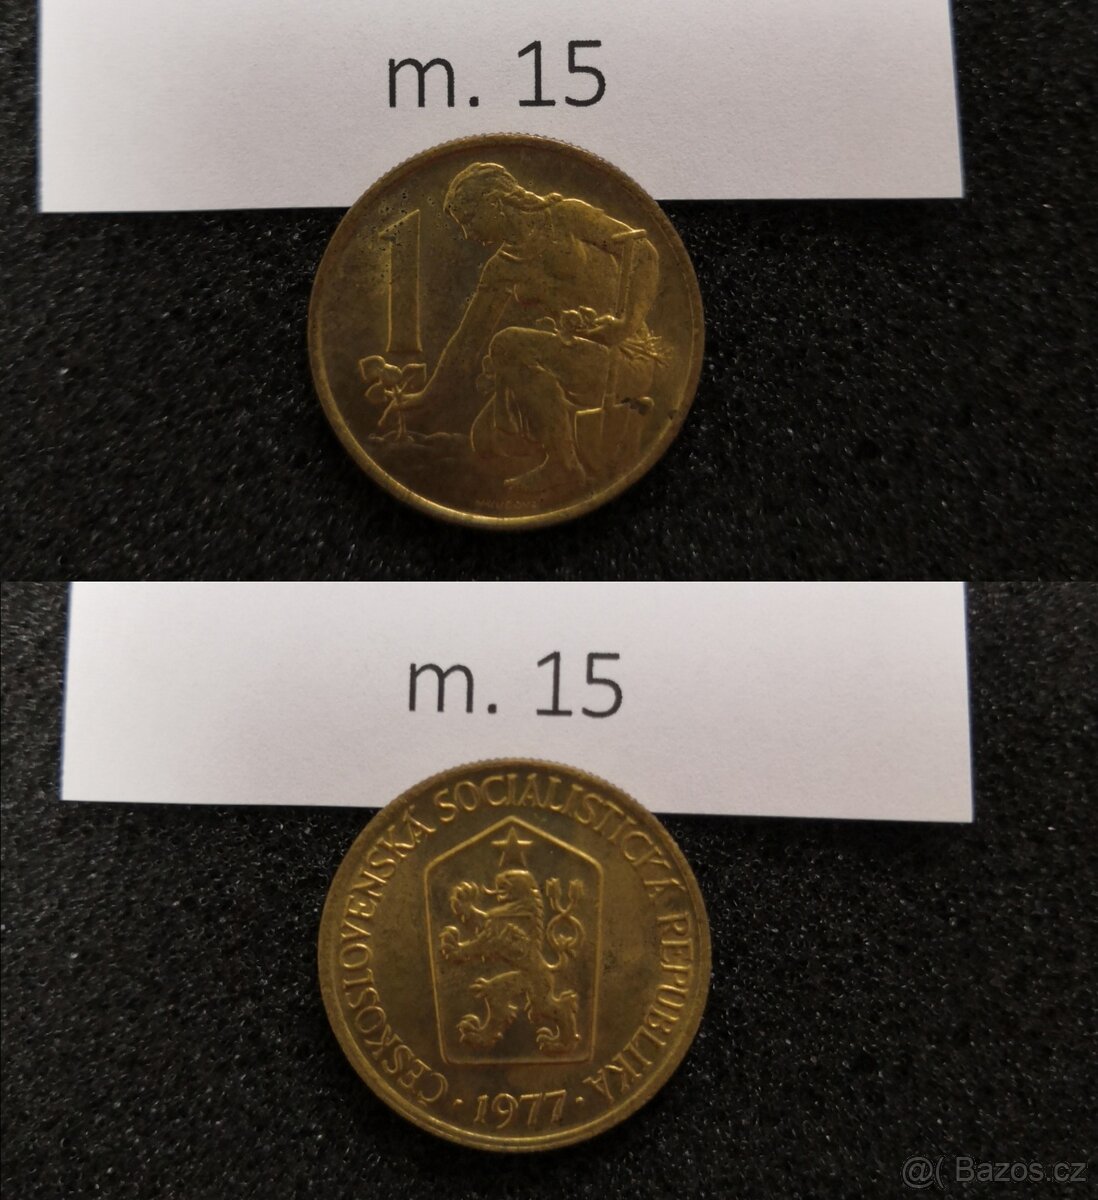 m. 15
1
m. 15
ČESKOSLOVENSKÁ SOCIALISTICKÁ REPUBLIKA
· 1977 ·
@( Bazos.cz